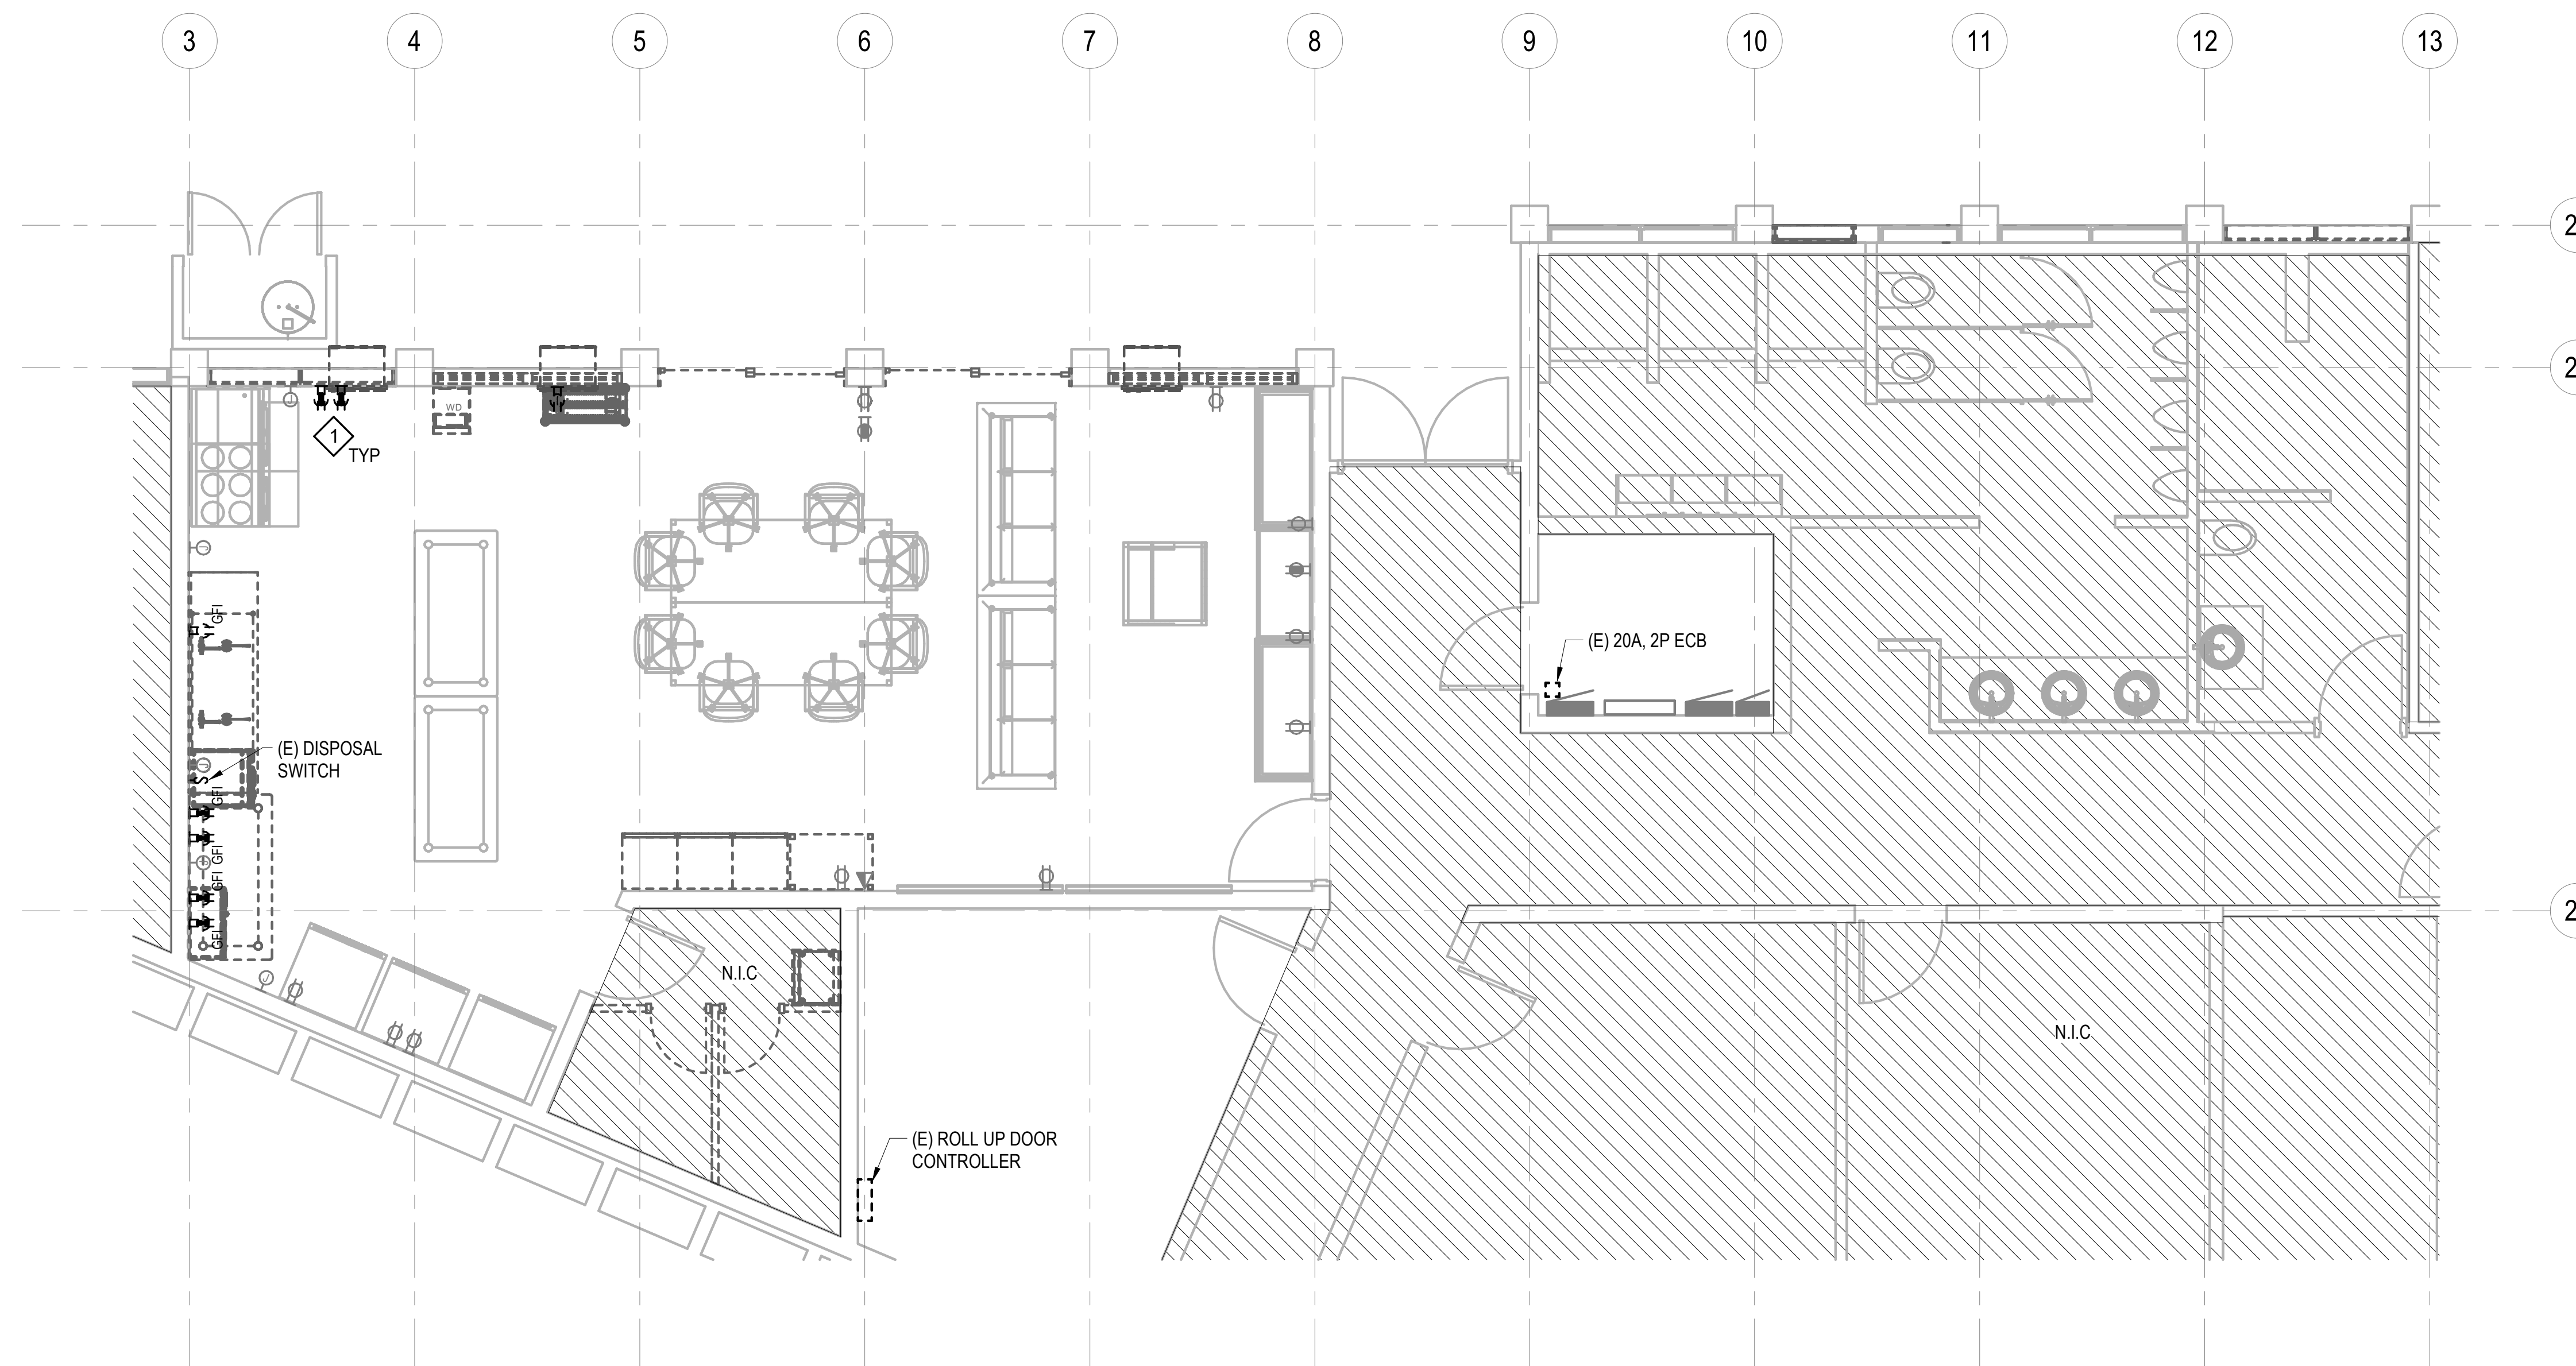 3 4 5 6 7 8 9 10 11 12 13
2
2
WD
1
TYP
GFI
(E) 20A, 2P ECB
(E) DISPOSAL
SWITCH
J
J
S
GFI
GFI
GFI
GFI
J
J
2
N.I.C
N.I.C
(E) ROLL UP DOOR
CONTROLLER